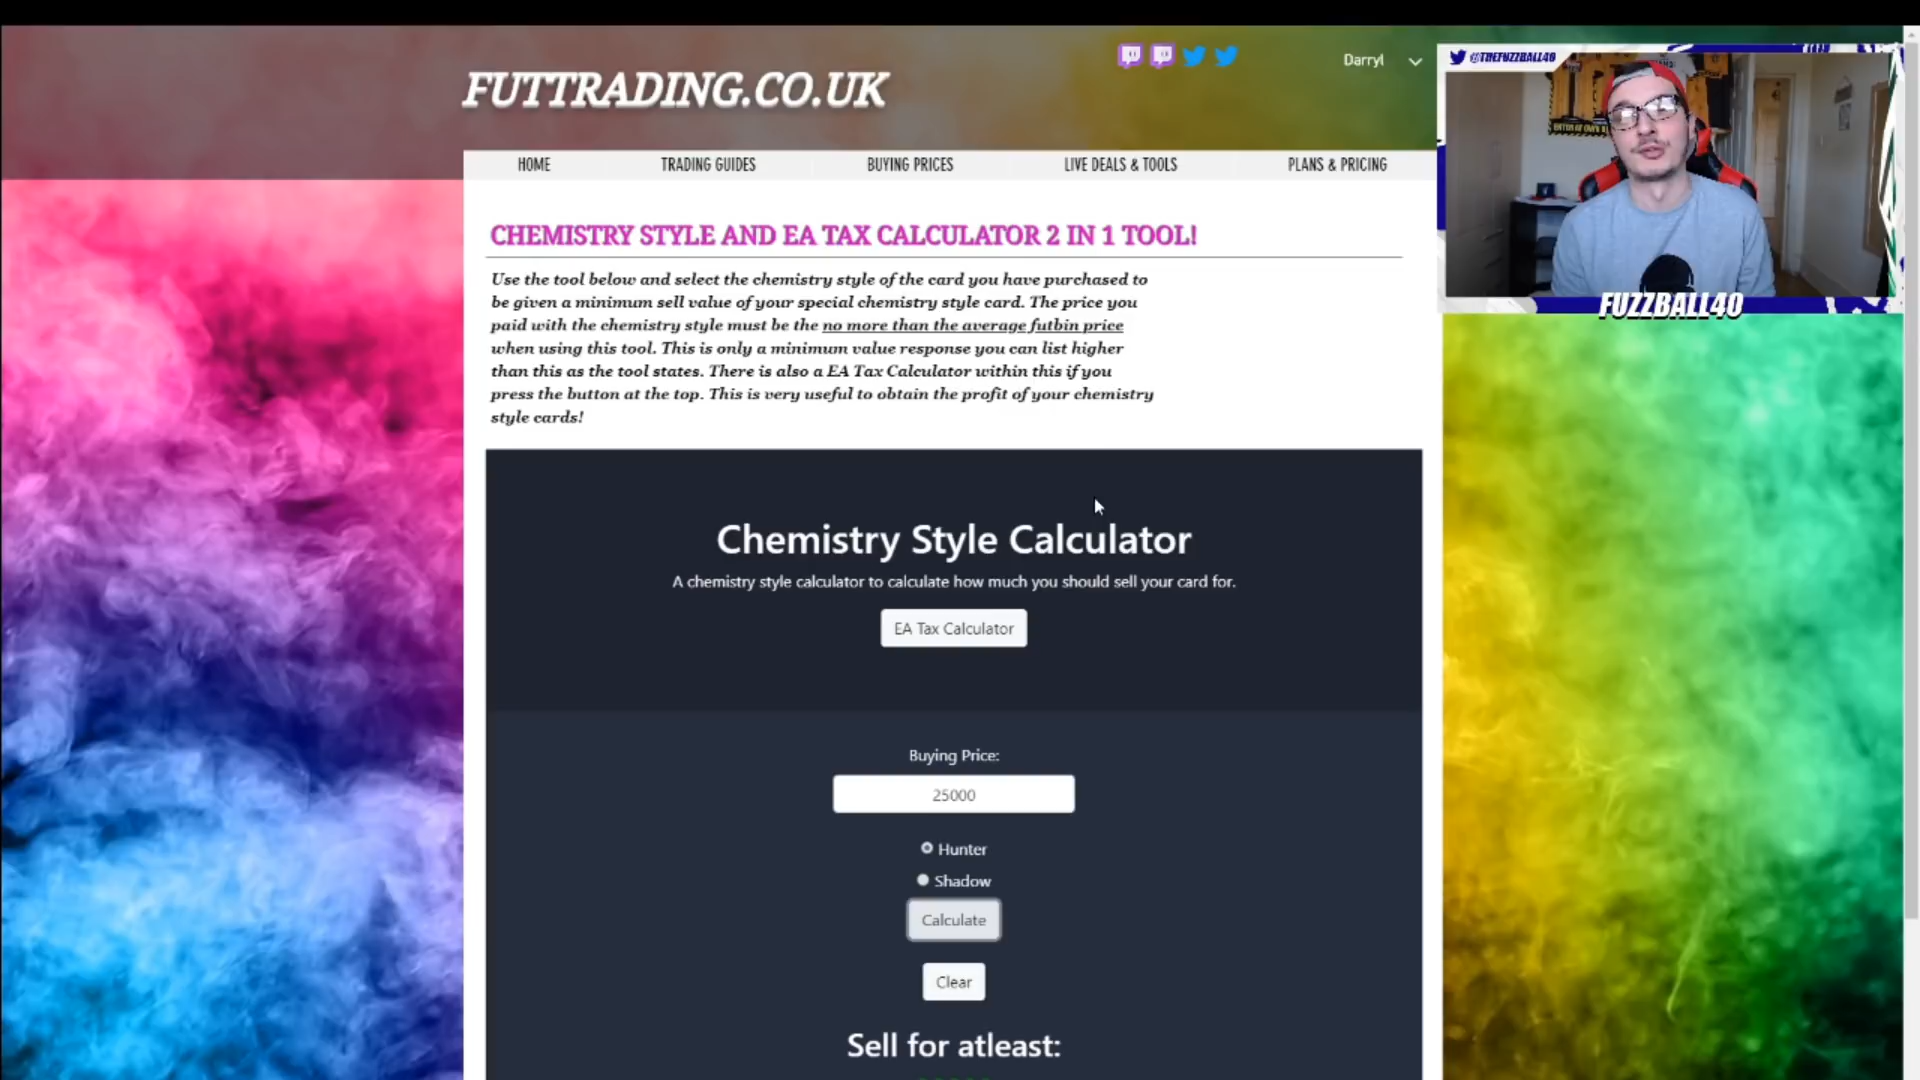 FUTTRADING.CO.UK
Darryl
@THEFUZZBALL40
HOME
TRADING GUIDES
BUYING PRICES
LIVE DEALS & TOOLS
PLANS & PRICING
FUZZBALL40
CHEMISTRY STYLE AND EA TAX CALCULATOR 2 IN 1 TOOL!
Use the tool below and select the chemistry style of the card you have purchased to
be given a minimum sell value of your special chemistry style card. The price you
paid with the chemistry style must be the no more than the average futbin price
when using this tool. This is only a minimum value response you can list higher
than this as the tool states. There is also a EA Tax Calculator within this if you
press the button at the top. This is very useful to obtain the profit of your chemistry
style cards!
Chemistry Style Calculator
A chemistry style calculator to calculate how much you should sell your card for.
EA Tax Calculator
Buying Price:
25000
Hunter
Shadow
Calculate
Clear
Sell for atleast: